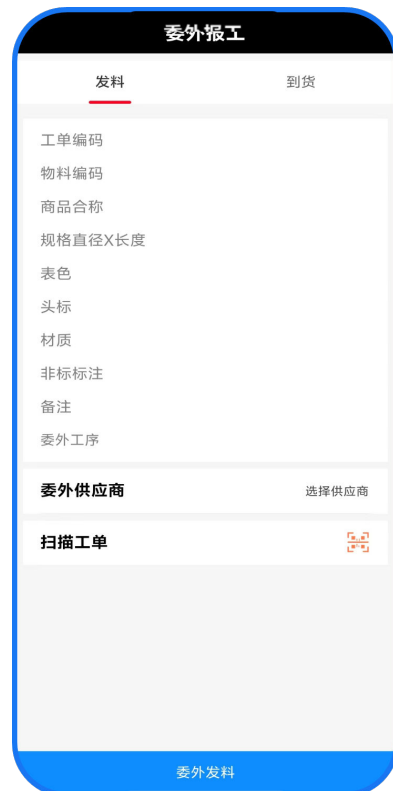 委外报工
发料 到货
工单编码
物料编码
商品合称
规格直径X长度
表色
头标
材质
非标标注
备注
委外工序
委外供应商 选择供应商
扫描工单
委外发料